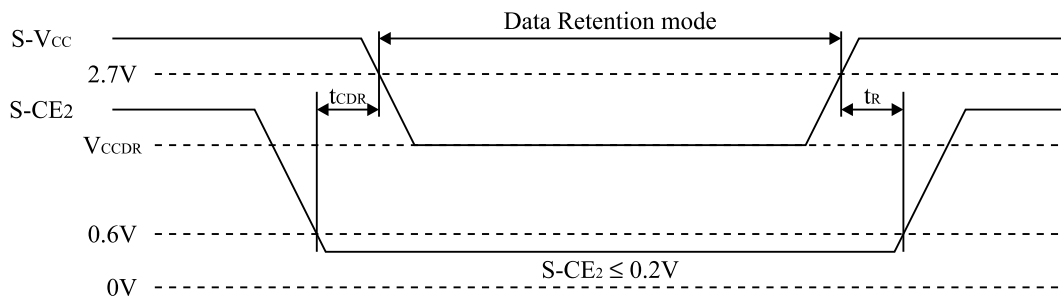 Data Retention mode
S-VCC
2.7V
tCDR
tR
S-CE2
VCCDR
0.6V
S-CE2 ≤ 0.2V
0V